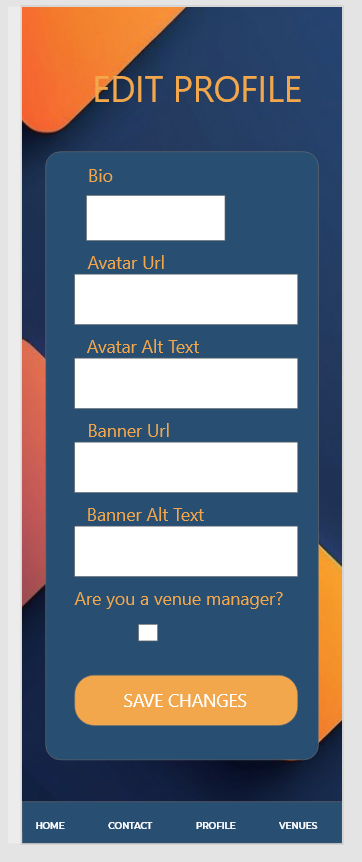 EDIT PROFILE
Bio
Avatar Url
Avatar Alt Text
Banner Url
Banner Alt Text
Are you a venue manager?
SAVE CHANGES
HOME CONTACT PROFILE VENUES